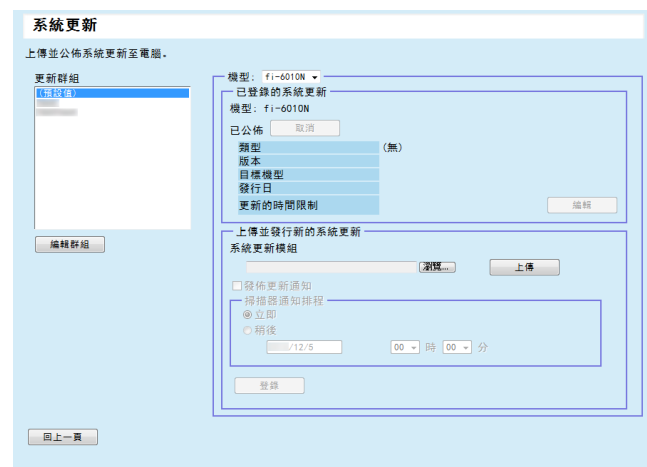 系統更新
上傳並公佈系統更新至電腦。
更新群組
(預設值)
編輯群組
機型: fi-6010N
已登錄的系統更新
機型: fi-6010N
已公佈 取消
類型 (無)
版本
目標機型
發行日
更新的時間限制 編輯
上傳並發行新的系統更新
系統更新模組
瀏覽... 上傳
發佈更新通知
掃描器通知排程
立即
稍後
/12/5 00 時 00 分
登錄
回上一頁